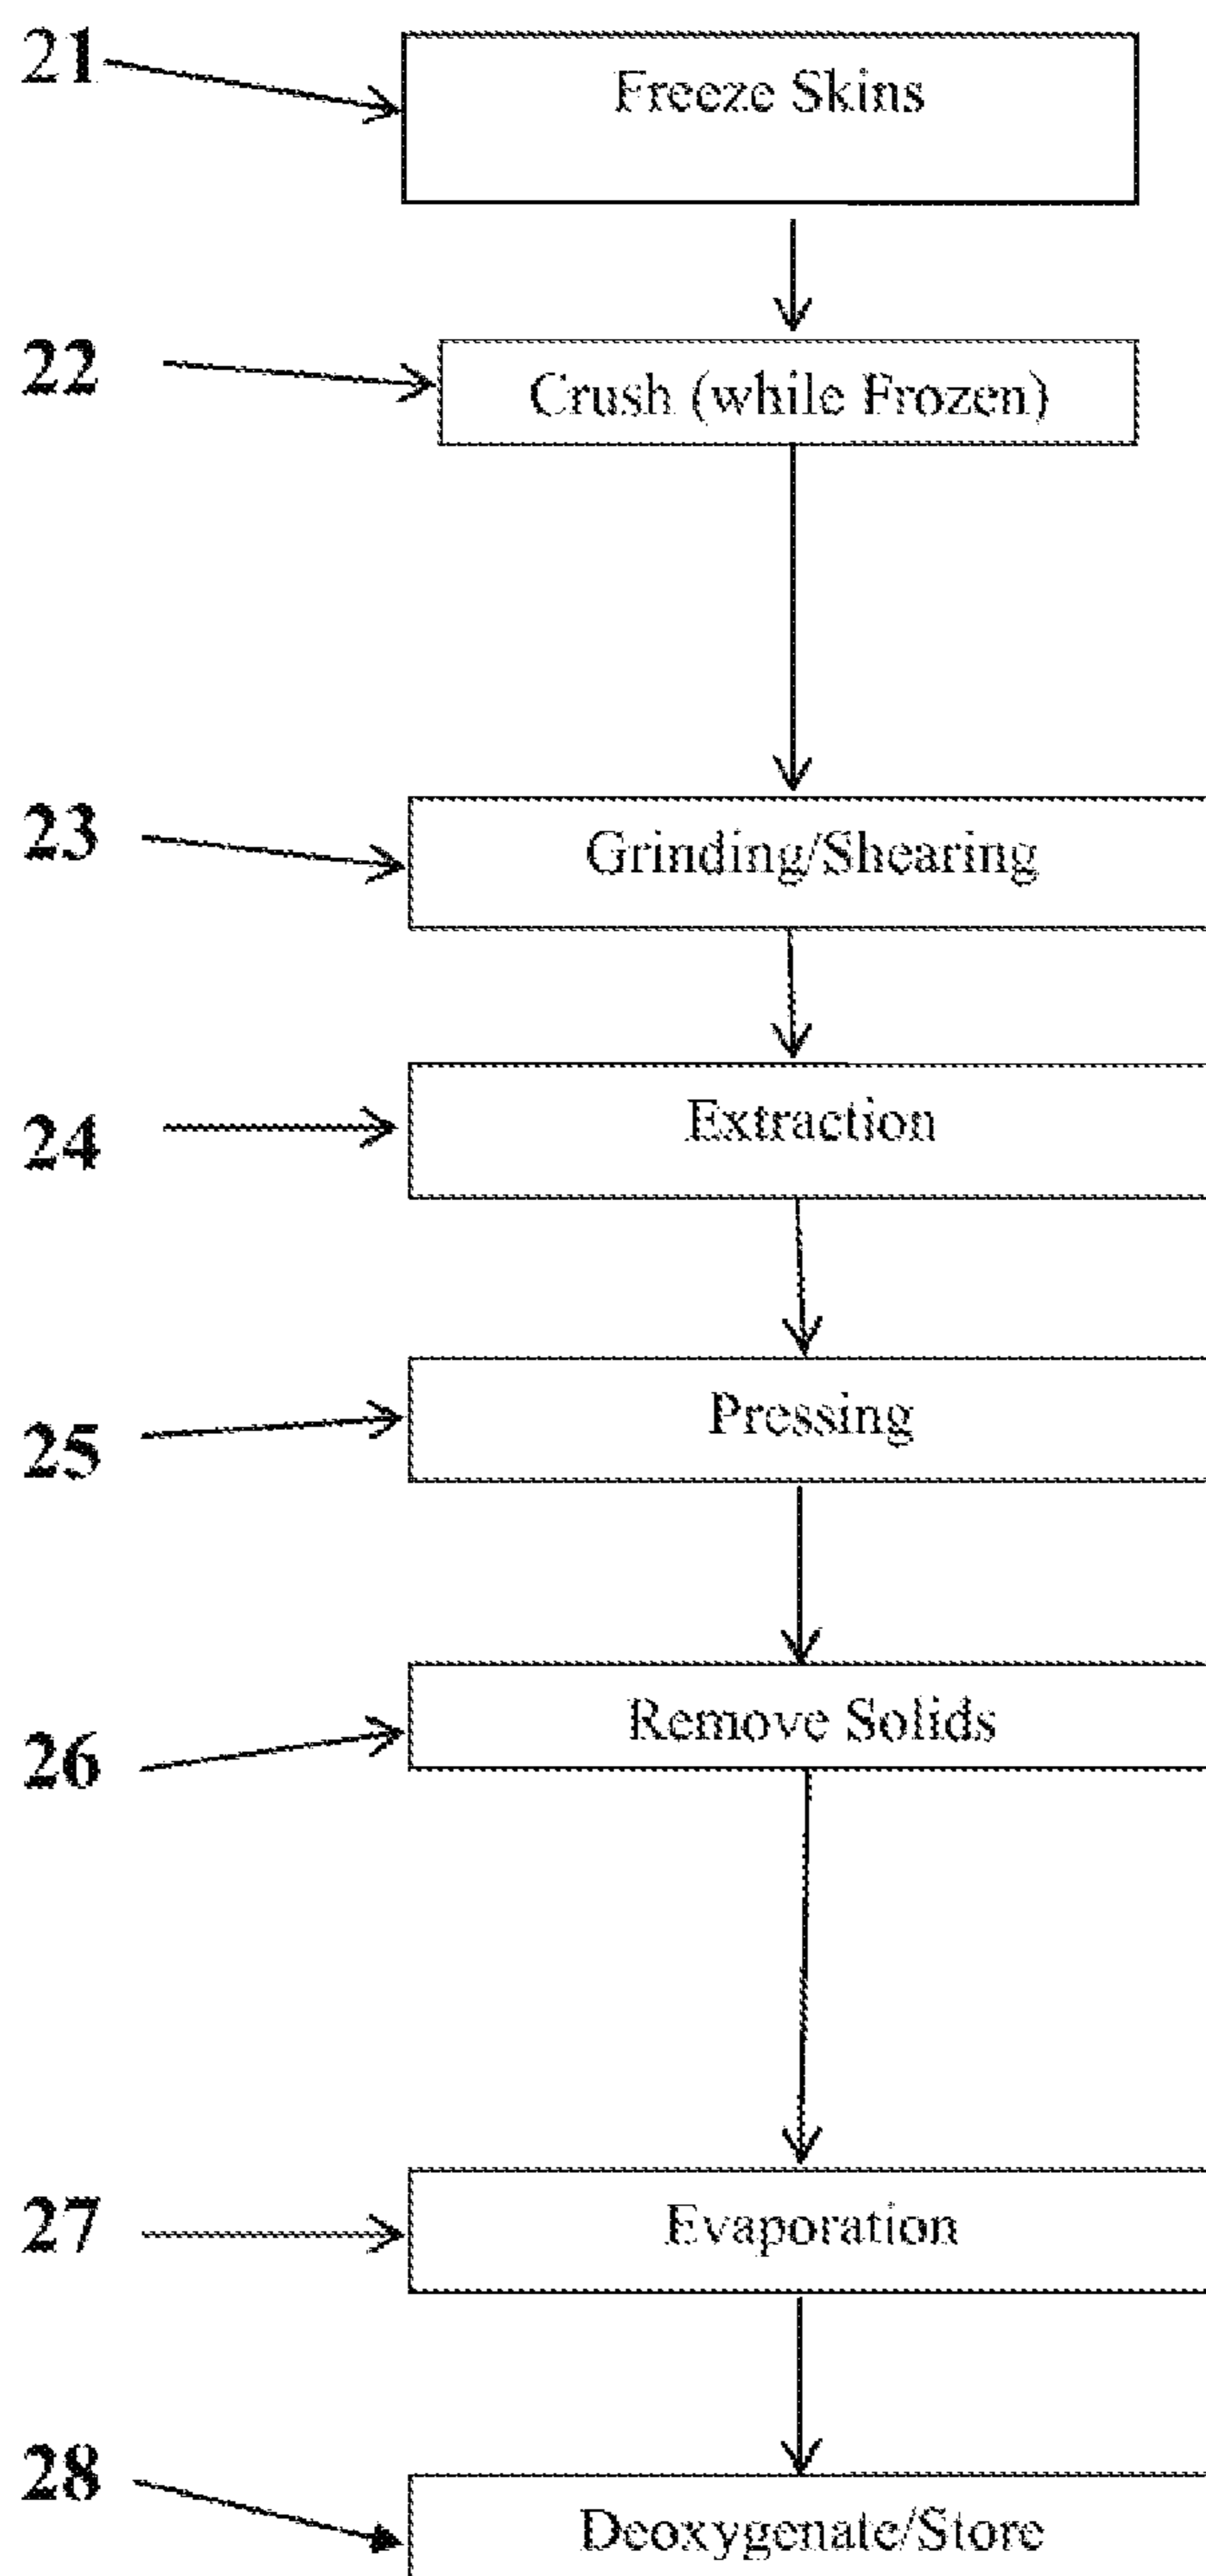 21 Freeze Skins
22 Crush (while Frozen)
23 Grinding/Shearing
24 Extraction
25 Pressing
26 Remove Solids
27 Evaporation
28 Deoxygenate/Store